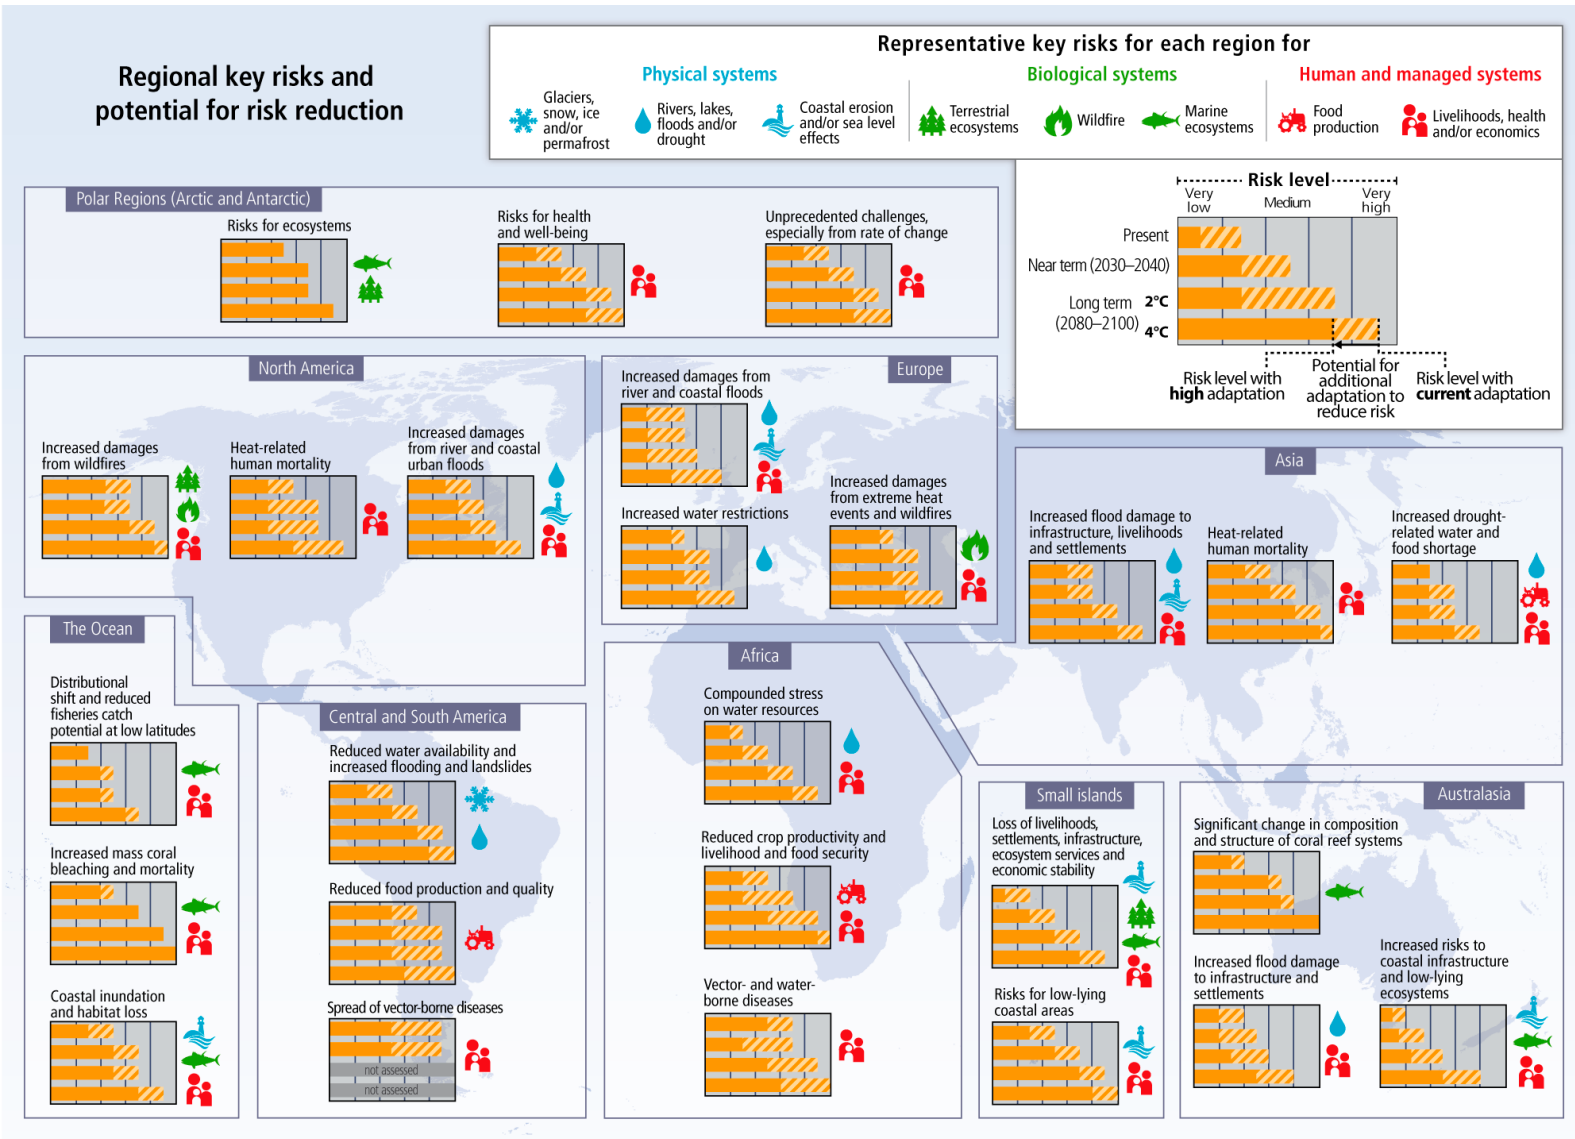 Regional key risks and
potential for risk reduction
Representative key risks for each region for
Physical systems
Biological systems
Human and managed systems
Glaciers,
snow, ice
and/or
permafrost
Rivers, lakes,
floods and/or
drought
Coastal erosion
and/or sea level
effects
Terrestrial
ecosystems
Wildfire
Marine
ecosystems
Food
production
Livelihoods, health
and/or economics
Risk level
Very
low
Medium
Very
high
Present
Near term (2030–2040)
Long term
(2080–2100)
2°C
4°C
Risk level with
high adaptation
Potential for
additional
adaptation to
reduce risk
Risk level with
current adaptation
Polar Regions (Arctic and Antarctic)
Risks for ecosystems
Risks for health
and well-being
Unprecedented challenges,
especially from rate of change
North America
Increased damages
from wildfires
Heat-related
human mortality
Increased damages
from river and coastal
urban floods
Europe
Increased damages from
river and coastal floods
Increased water restrictions
Increased damages
from extreme heat
events and wildfires
Asia
Increased flood damage to
infrastructure, livelihoods
and settlements
Heat-related
human mortality
Increased drought-
related water and
food shortage
The Ocean
Distributional
shift and reduced
fisheries catch
potential at low latitudes
Increased mass coral
bleaching and mortality
Coastal inundation
and habitat loss
Central and South America
Reduced water availability and
increased flooding and landslides
Reduced food production and quality
Spread of vector-borne diseases
not assessed
not assessed
Africa
Compounded stress
on water resources
Reduced crop productivity and
livelihood and food security
Vector- and water-
borne diseases
Small islands
Loss of livelihoods,
settlements, infrastructure,
ecosystem services and
economic stability
Risks for low-lying
coastal areas
Australasia
Significant change in composition
and structure of coral reef systems
Increased flood damage
to infrastructure and
settlements
Increased risks to
coastal infrastructure
and low-lying
ecosystems